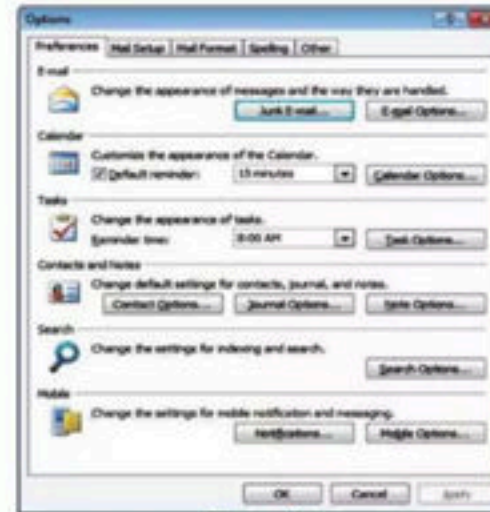 Options
Preferences Mail Setup Mail Format Spelling Other
E-mail
Change the appearance of messages and the way they are handled.
Junk E-mail... E-mail Options...
Calendar
Customize the appearance of the Calendar.
Default reminder: 15 minutes Calendar Options...
Tasks
Change the appearance of tasks.
Reminder time: 8:00 AM Task Options...
Contacts and Notes
Change default settings for contacts, journal, and notes.
Contact Options... Journal Options... Note Options...
Search
Change the settings for indexing and search.
Search Options...
Mobile
Change the settings for mobile notification and messaging.
Notifications... Mobile Options...
OK Cancel Apply